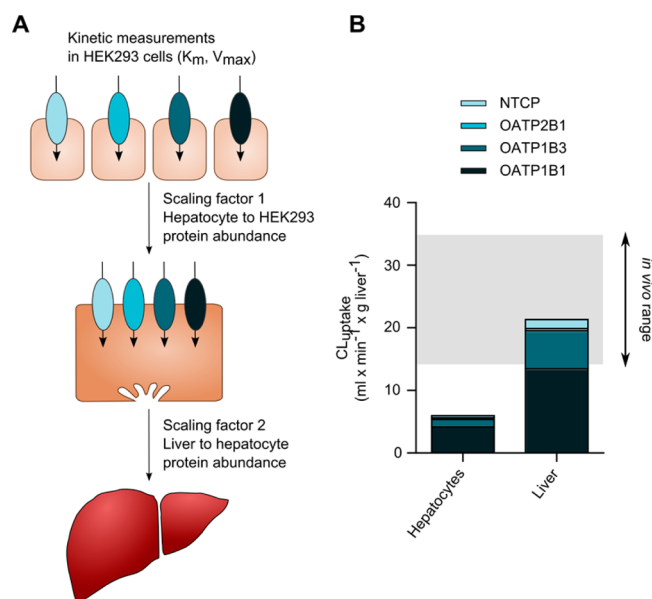 A
Kinetic measurements
in HEK293 cells (Km, Vmax)
Scaling factor 1
Hepatocyte to HEK293
protein abundance
Scaling factor 2
Liver to hepatocyte
protein abundance
B
NTCP
OATP2B1
OATP1B3
OATP1B1
CLuptake
(ml x min⁻¹ x g liver⁻¹)
40
30
20
10
0
in vivo range
Hepatocytes
Liver